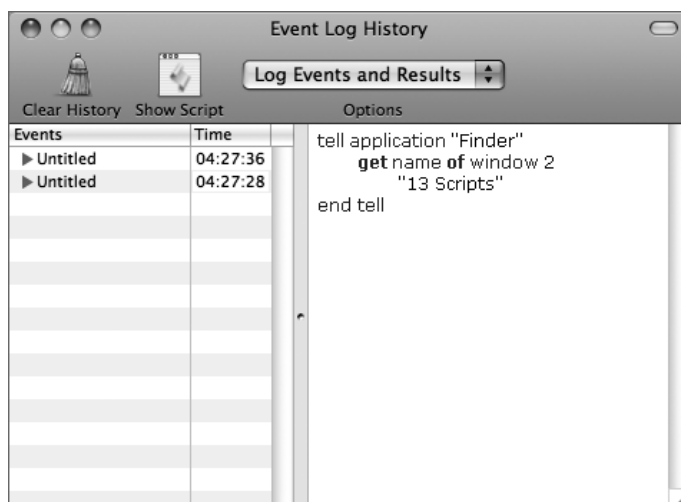 Event Log History
Log Events and Results
Clear History Show Script Options
Events Time
Untitled 04:27:36
Untitled 04:27:28
tell application "Finder"
get name of window 2
"13 Scripts"
end tell